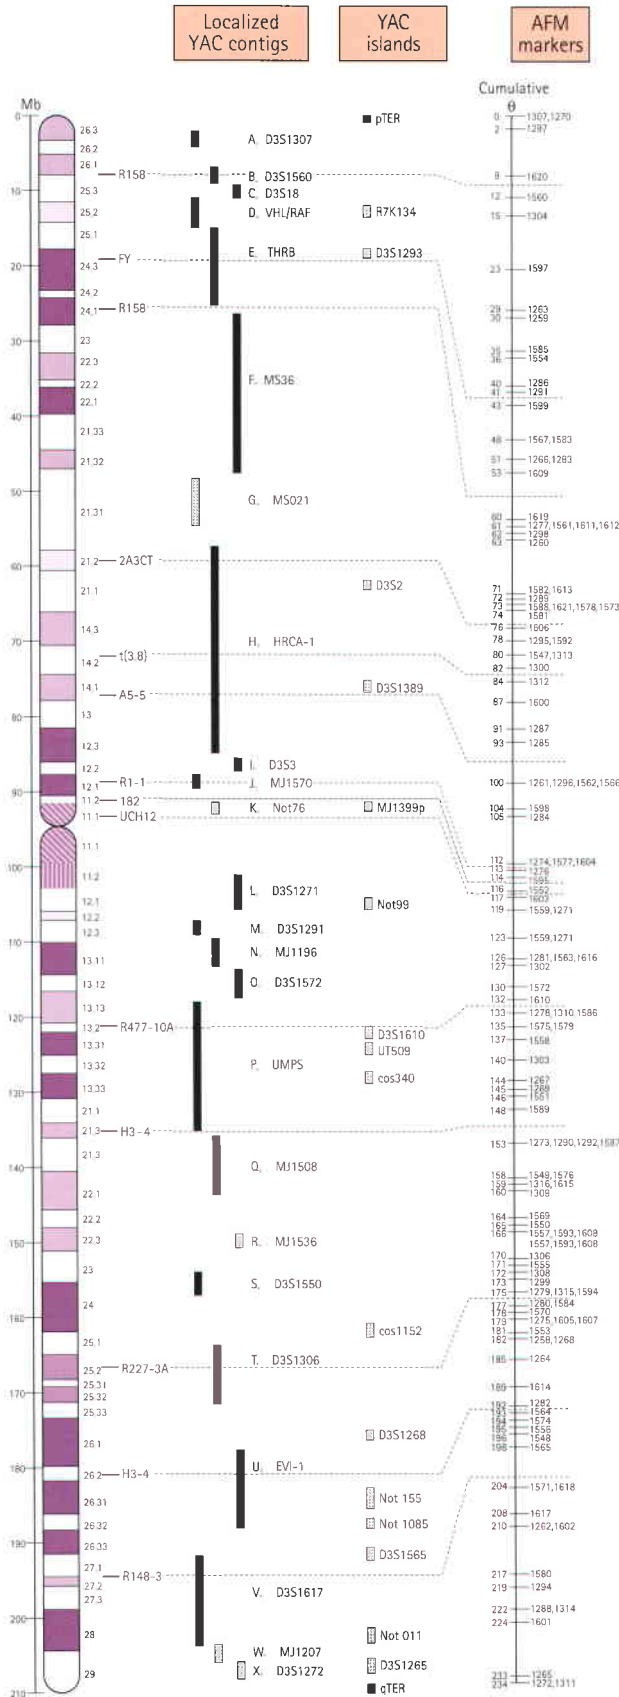 Localized
YAC contigs
YAC
islands
AFM
markers
Mb
0
10
20
30
40
50
60
70
80
90
100
110
120
130
140
150
160
170
180
190
200
210
26.3
26.2
26.1
25.3
25.2
25.1
24.3
24.2
24.1
23
22.3
22.2
22.1
21.33
21.32
21.31
21.2
21.1
14.3
14.2
14.1
13
12.3
12.2
12.1
11.2
11.1
11.1
11.2
12.1
12.2
12.3
13.11
13.12
13.13
13.2
13.31
13.32
13.33
21.1
21.3
21.3
22.1
22.2
22.3
23
24
25.1
25.2
25.31
25.32
25.33
26.1
26.2
26.31
26.32
26.33
27.1
27.2
27.3
28
29
R158
FY
R158
2A3CT
t(3.8)
A5-5
R1-1
182
UCH12
R477-10A
H3-4
R227-3A
H3-4
R148-3
A. D3S1307
B. D3S1560
C. D3S18
D. VHL/RAF
E. THRB
F. MS36
G. MS021
H. HRCA-1
I. D3S3
J. MJ1570
K. Not76
L. D3S1271
M. D3S1291
N. MJ1196
O. D3S1572
P. UMPS
Q. MJ1508
R. MJ1536
S. D3S1550
T. D3S1306
U. EVI-1
V. D3S1617
W. MJ1207
X. D3S1272
pTER
R7K134
D3S1293
D3S2
D3S1389
MJ1399p
Not99
D3S1610
UT509
cos340
cos1152
D3S1268
Not 155
Not 1085
D3S1565
Not 011
D3S1265
qTER
Cumulative
θ
0 1307,1270
2 1297
9 1620
12 1560
15 1304
23 1597
29 1263
30 1259
35 1585
36 1554
40 1286
41 1291
43 1599
48 1567,1583
51 1266,1283
53 1609
60 1619
61 1277,1561,1611,1612
62 1298
63 1260
71 1582,1613
72 1289
73 1588,1621,1578,1573
74 1581
76 1606
78 1295,1592
80 1547,1313
82 1300
84 1312
87 1600
91 1287
93 1285
100 1261,1296,1562,1566
104 1598
105 1284
112 1274,1577,1604
113 1276
114 1595
116 1552
117 1603
119 1559,1271
123 1559,1271
126 1281,1563,1616
127 1302
130 1572
132 1610
133 1278,1310,1586
135 1575,1579
137 1558
140 1303
144 1267
145 1269
146 1551
148 1589
153 1273,1290,1292,1587
158 1549,1576
159 1316,1615
160 1309
164 1569
165 1550
166 1557,1593,1608
1557,1593,1608
170 1306
171 1555
172 1308
173 1299
175 1279,1315,1594
177 1280,1584
178 1570
179 1275,1605,1607
181 1553
182 1258,1268
185 1264
189 1614
192 1282
193 1564
194 1574
195 1556
196 1548
198 1565
204 1571,1618
208 1617
210 1262,1602
217 1580
219 1294
222 1288,1314
224 1601
233 1265
234 1272,1311